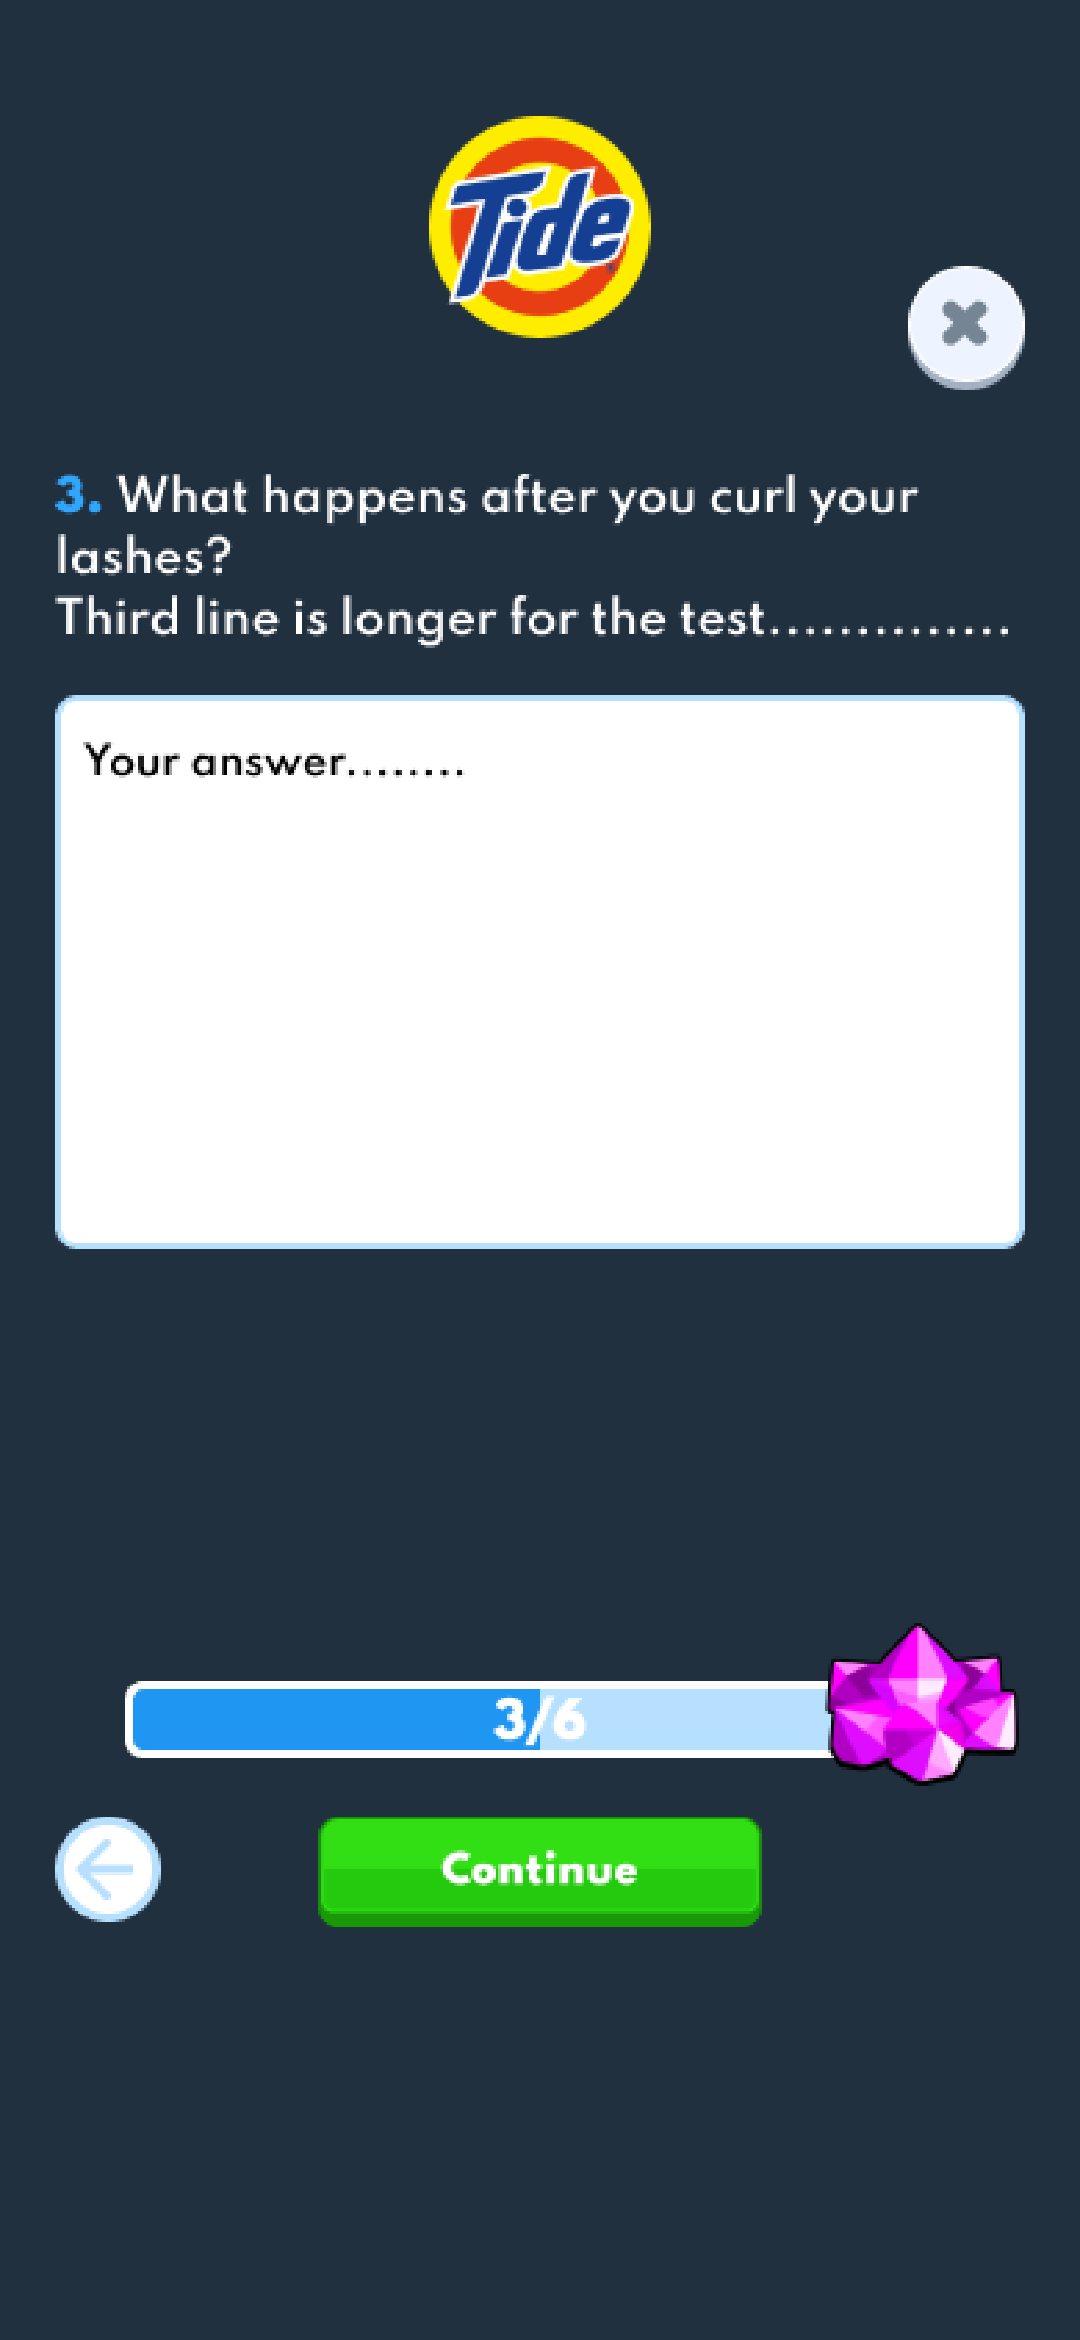 Tide
3. What happens after you curl your
lashes?
Third line is longer for the test..............
Your answer........
3/6
Continue